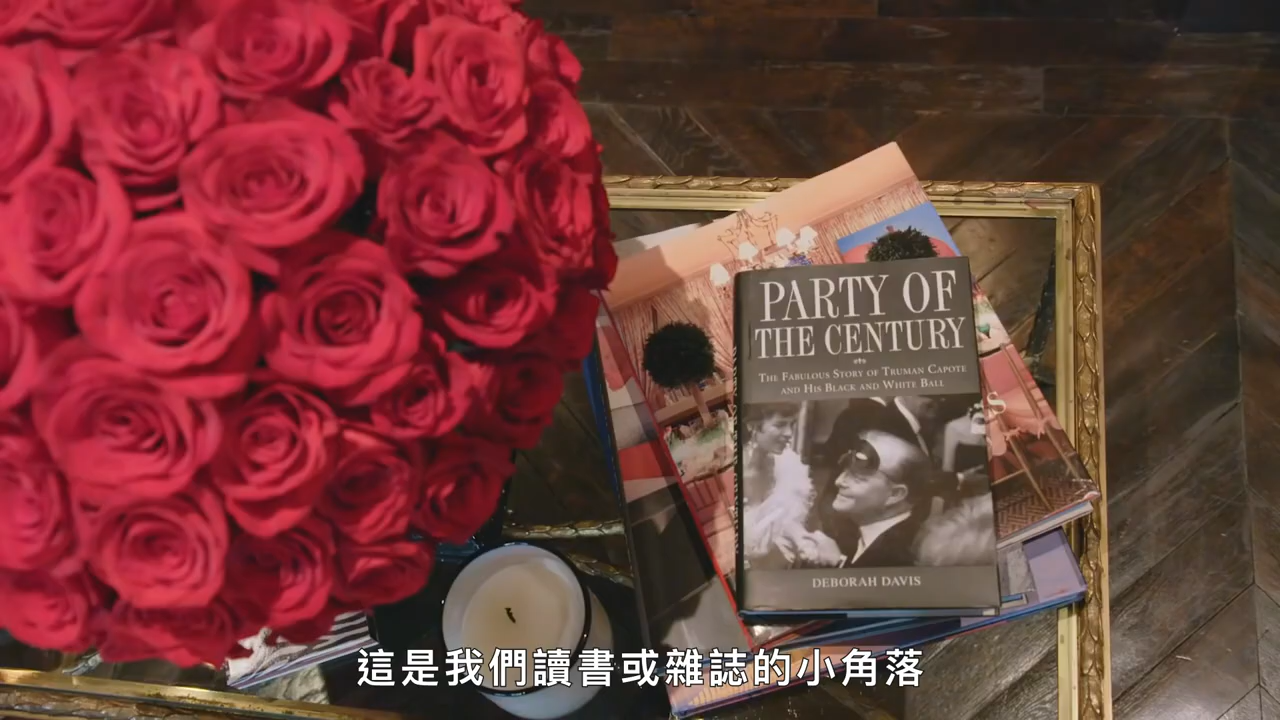 PARTY OF
THE CENTURY
THE FABULOUS STORY OF TRUMAN CAPOTE
AND HIS BLACK AND WHITE BALL
S
DEBORAH DAVIS
這是我們讀書或雜誌的小角落